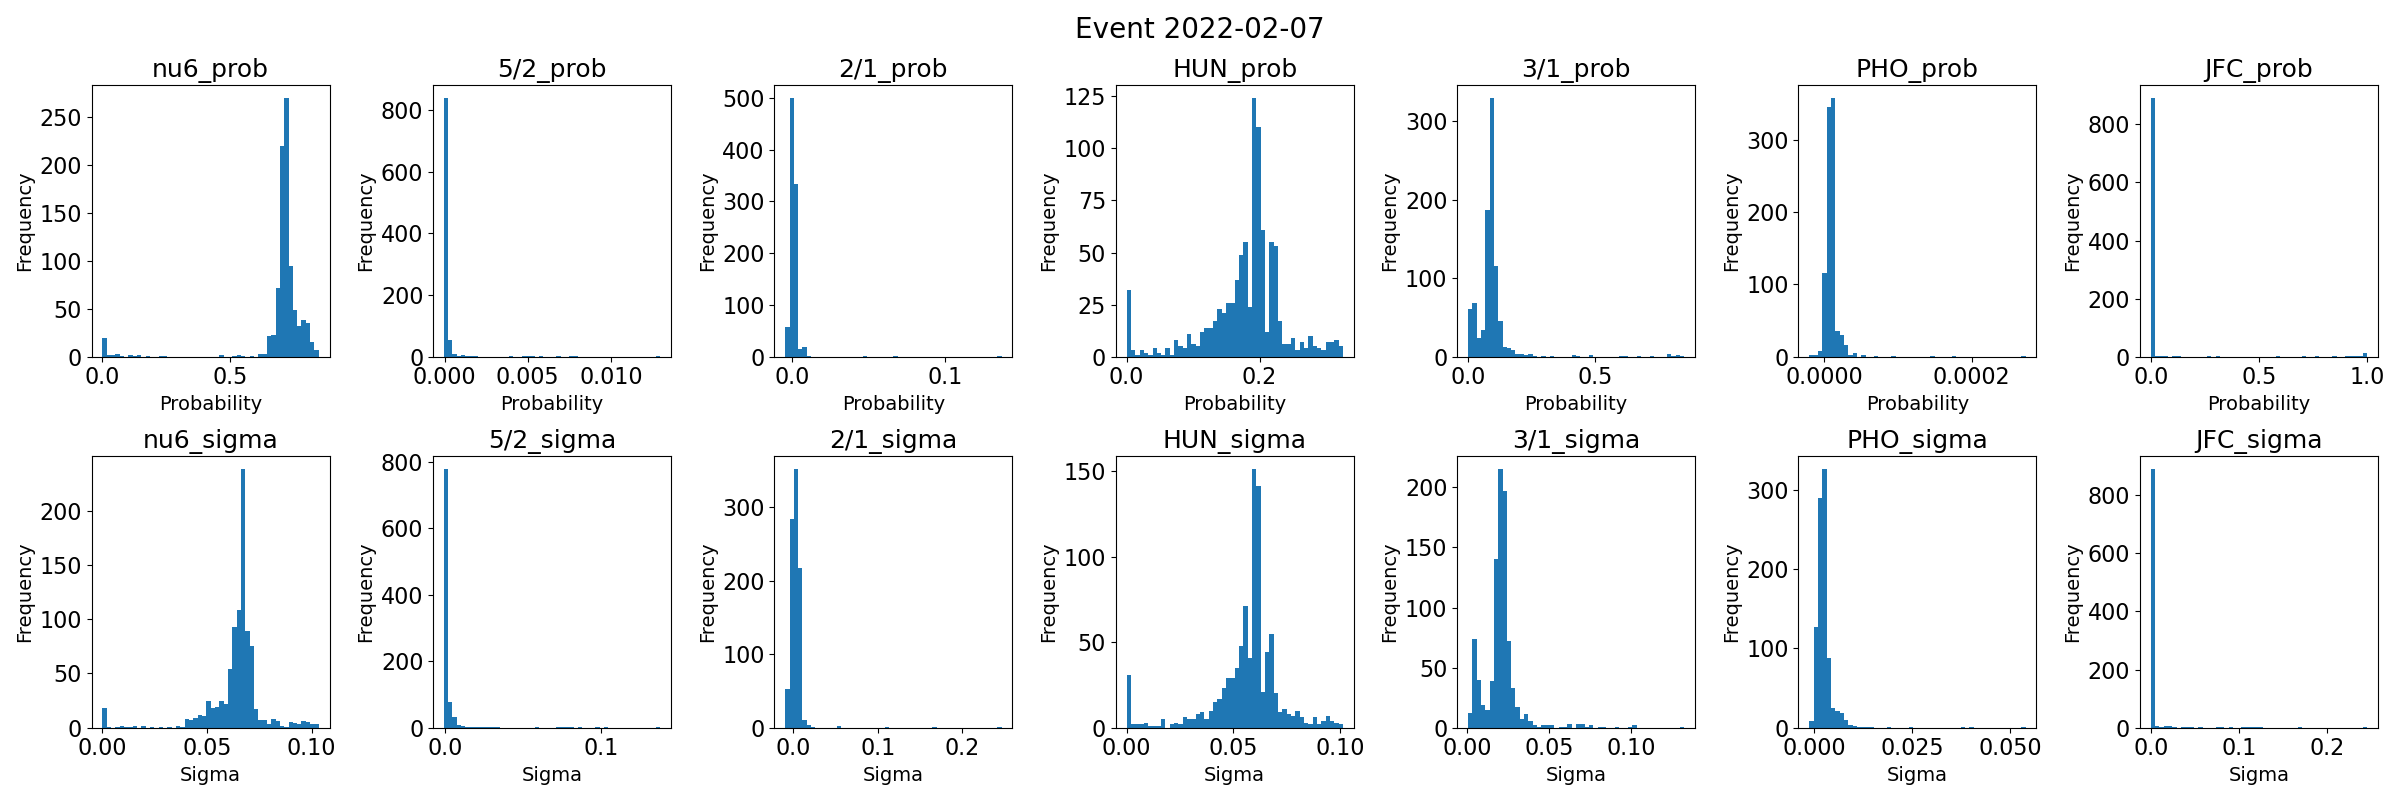 Event 2022-02-07
nu6_prob 5/2_prob 2/1_prob HUN_prob 3/1_prob PHO_prob JFC_prob
250
200
150
100
50
0
0.0 0.5
Frequency
Probability
800
600
400
200
0
0.000 0.005 0.010
Frequency
Probability
500
400
300
200
100
0
0.0 0.1
Frequency
Probability
125
100
75
50
25
0
0.0 0.2
Frequency
Probability
300
200
100
0
0.0 0.5
Frequency
Probability
300
200
100
0
0.0000 0.0002
Frequency
Probability
800
600
400
200
0
0.0 0.5 1.0
Frequency
Probability
nu6_sigma 5/2_sigma 2/1_sigma HUN_sigma 3/1_sigma PHO_sigma JFC_sigma
200
150
100
50
0
0.00 0.05 0.10
Frequency
Sigma
800
600
400
200
0
0.0 0.1
Frequency
Sigma
300
200
100
0
0.0 0.1 0.2
Frequency
Sigma
150
100
50
0
0.00 0.05 0.10
Frequency
Sigma
200
150
100
50
0
0.00 0.05 0.10
Frequency
Sigma
300
200
100
0
0.000 0.025 0.050
Frequency
Sigma
800
600
400
200
0
0.0 0.1 0.2
Frequency
Sigma